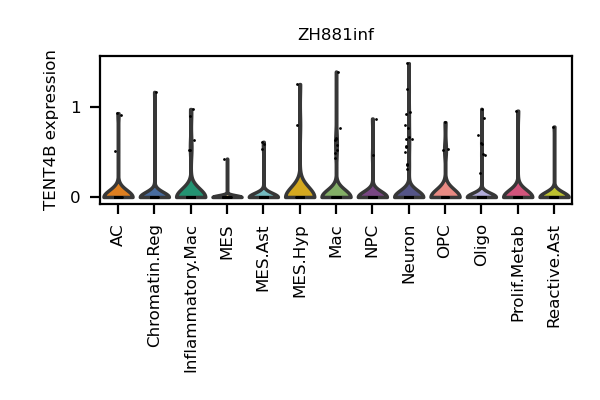 ZH881inf
TENT4B expression
1
0
AC
Chromatin.Reg
Inflammatory.Mac
MES
MES.Ast
MES.Hyp
Mac
NPC
Neuron
OPC
Oligo
Prolif.Metab
Reactive.Ast